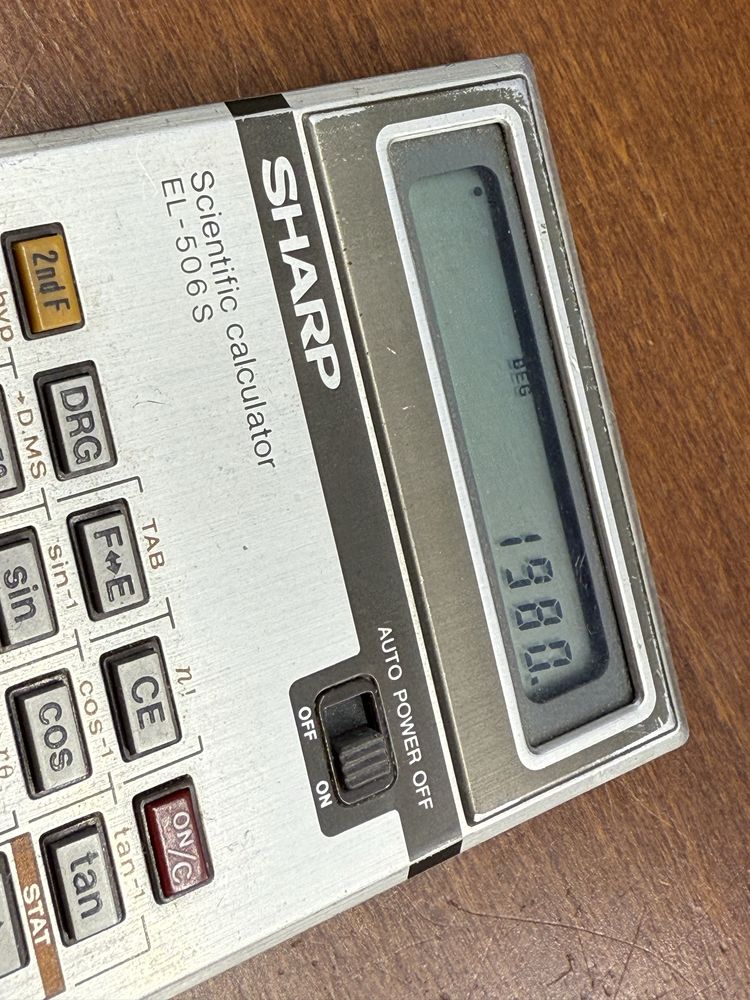 DEG
1980.
SHARP
Scientific calculator
EL-506S
AUTO POWER OFF
OFF
ON
2ndF
DRG
F↔E
CE
ON/C
TAB
n!
→D.MS
sin-1
cos-1
tan-1
sin
cos
tan
STAT